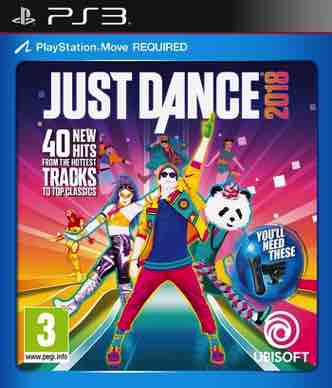 PS3
PlayStation.Move REQUIRED
JUST DANCE
2018
40 NEW
HITS
FROM THE HOTTEST
TRACKS
TO TOP CLASSICS
YOU'LL
NEED
THESE
3
www.pegi.info
UBISOFT